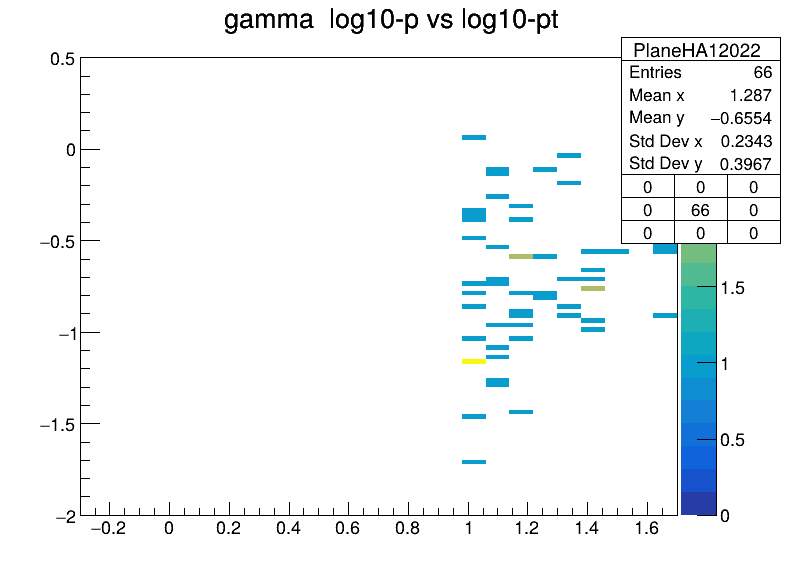 gamma  log10-p vs log10-pt
PlaneHA12022
Entries 66
Mean x 1.287
Mean y −0.6554
Std Dev x 0.2343
Std Dev y 0.3967
0 0 0
0 66 0
0 0 0
0.5
0
−0.5
−1
−1.5
−2
−0.2 0 0.2 0.4 0.6 0.8 1 1.2 1.4 1.6
1.5
1
0.5
0